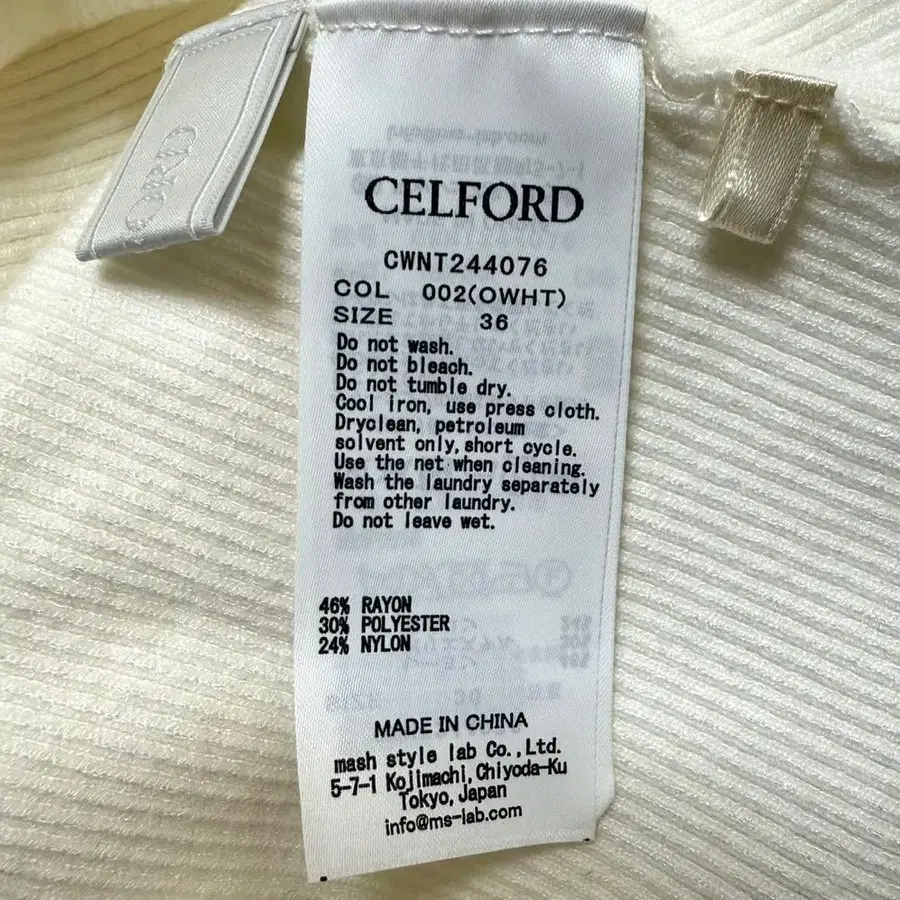 ORD
CELFORD
CWNT244076
COL 002(OWHT)
SIZE 36
Do not wash.
Do not bleach.
Do not tumble dry.
Cool iron, use press cloth.
Dryclean, petroleum
solvent only, short cycle.
Use the net when cleaning.
Wash the laundry separately
from other laundry.
Do not leave wet.
46% RAYON
30% POLYESTER
24% NYLON
MADE IN CHINA
mash style lab Co., Ltd.
5-7-1 Kojimachi, Chiyoda-Ku
Tokyo, Japan
info@ms-lab.com